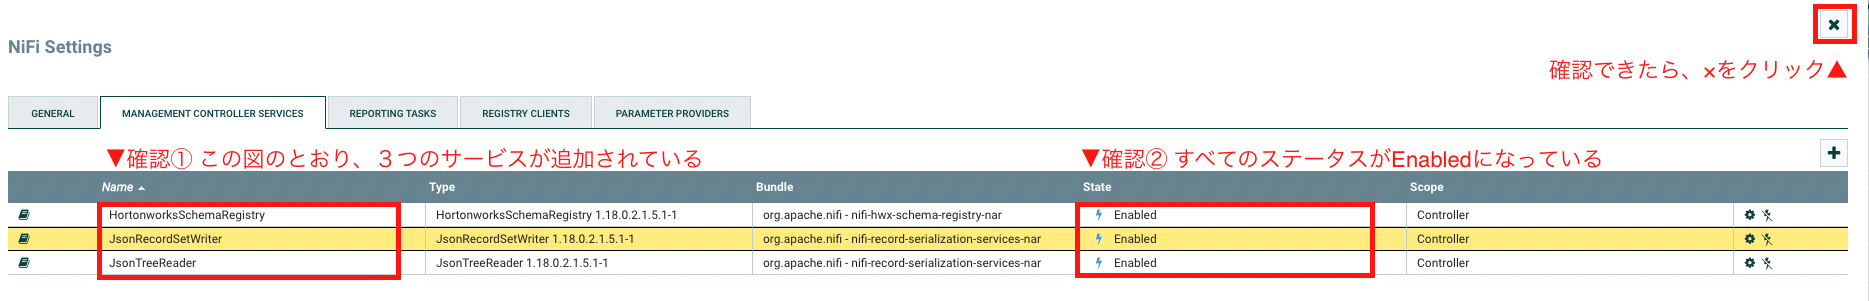 NiFi Settings
確認できたら、×をクリック▲
GENERAL MANAGEMENT CONTROLLER SERVICES REPORTING TASKS REGISTRY CLIENTS PARAMETER PROVIDERS
▼確認① この図のとおり、３つのサービスが追加されている ▼確認② すべてのステータスがEnabledになっている
Name Type Bundle State Scope
HortonworksSchemaRegistry HortonworksSchemaRegistry 1.18.0.2.1.5.1-1 org.apache.nifi - nifi-hwx-schema-registry-nar Enabled Controller
JsonRecordSetWriter JsonRecordSetWriter 1.18.0.2.1.5.1-1 org.apache.nifi - nifi-record-serialization-services-nar Enabled Controller
JsonTreeReader JsonTreeReader 1.18.0.2.1.5.1-1 org.apache.nifi - nifi-record-serialization-services-nar Enabled Controller